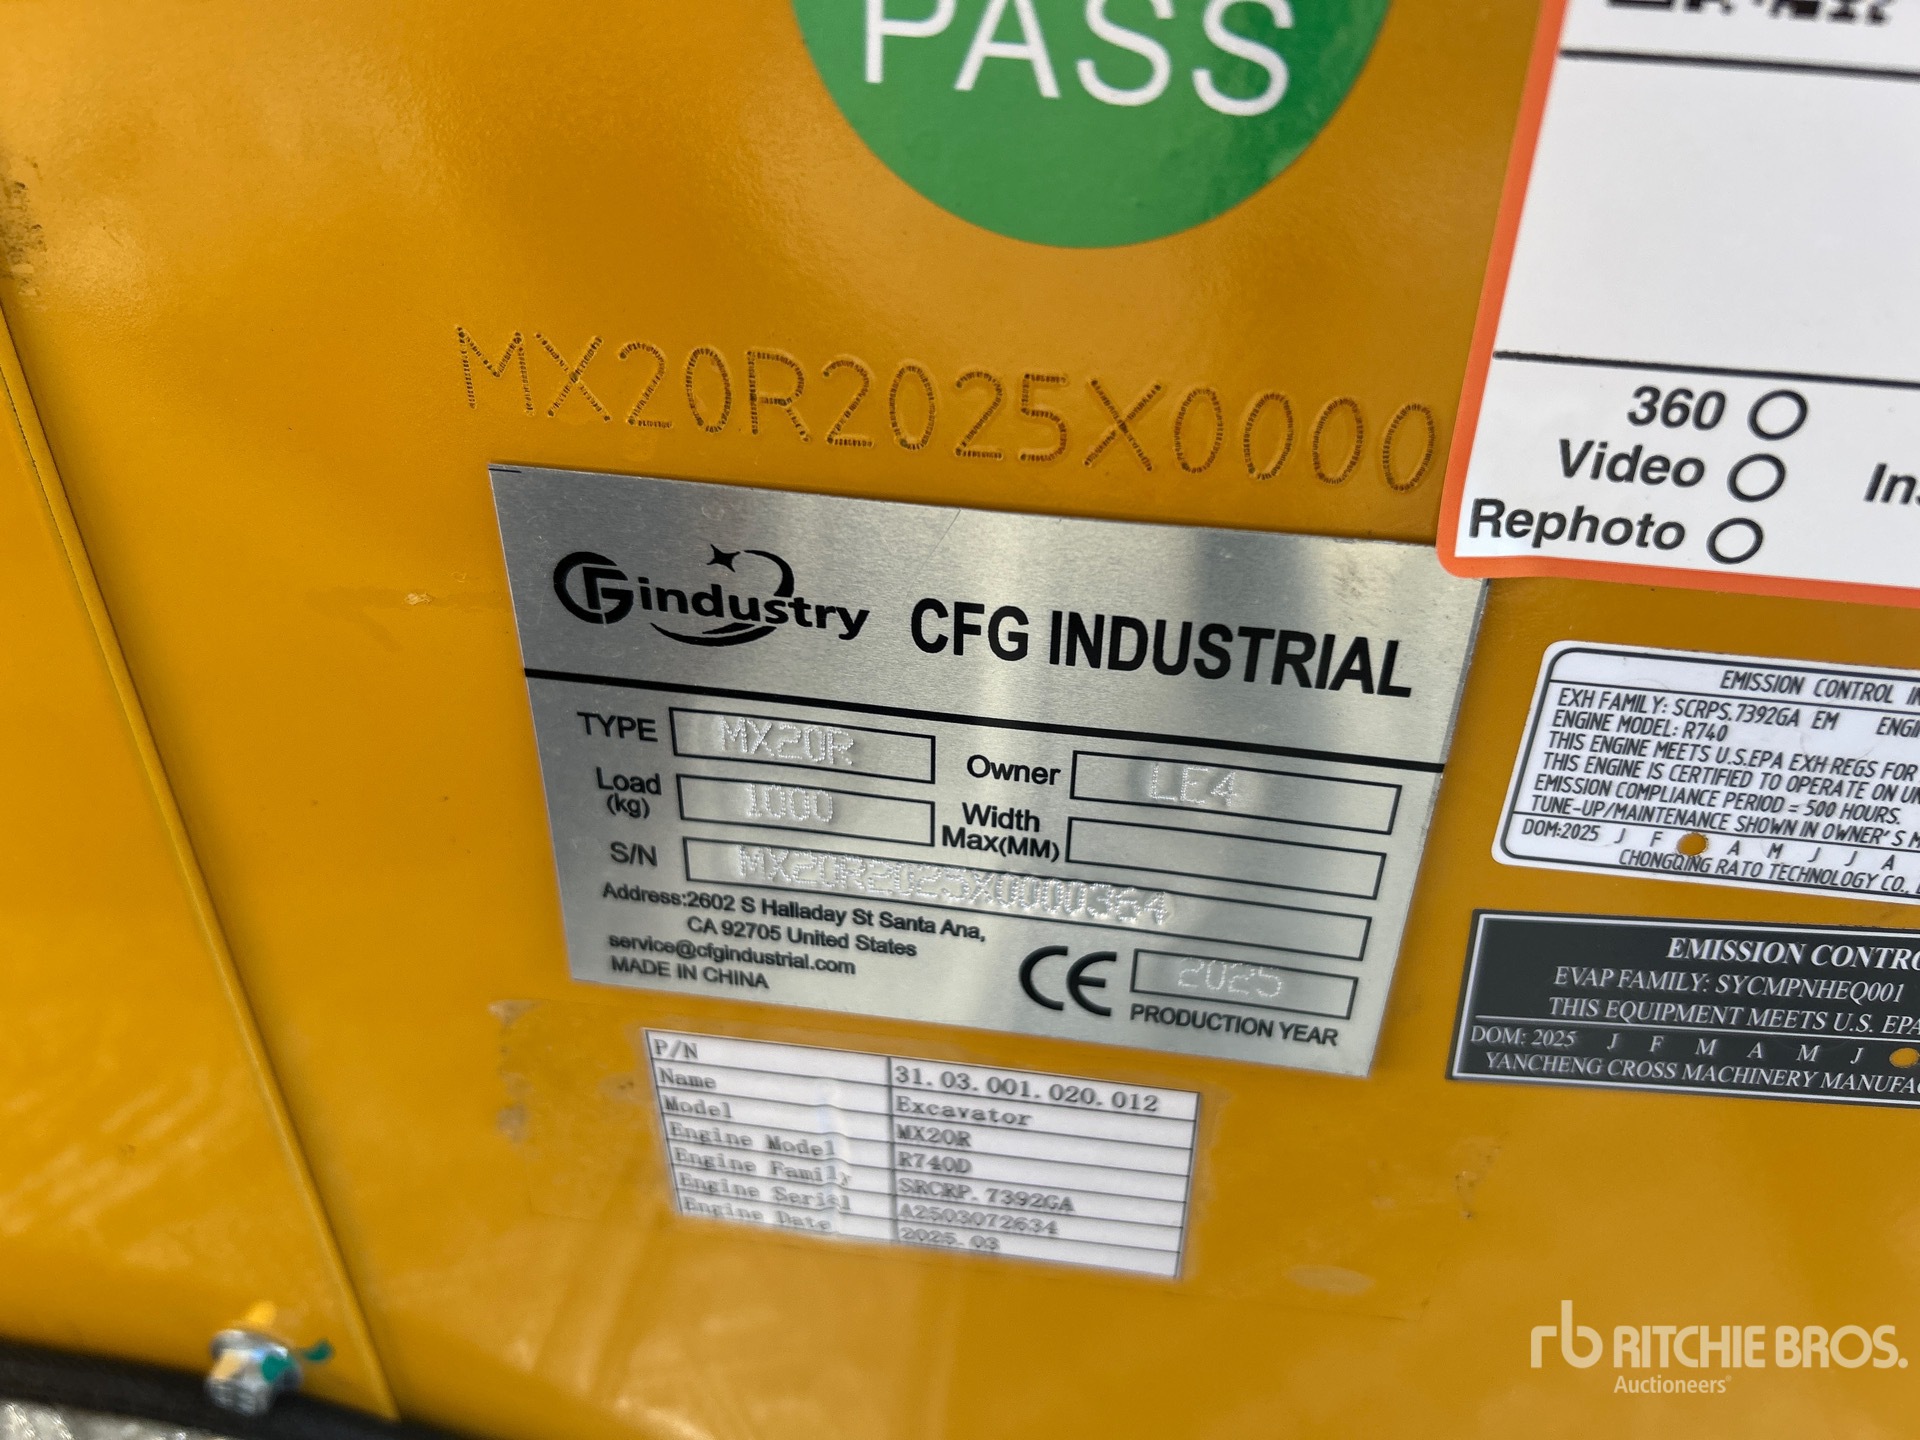 PASS
MX20R2025X0000
360
Video
Rephoto
CFG industry CFG INDUSTRIAL
TYPE MX20R
Owner LE4
Load (kg) 1000
Width Max(MM)
S/N MX20R2025X0000364
Address:2602 S Halladay St Santa Ana,
CA 92705 United States
service@cfgindustrial.com
MADE IN CHINA
CE 2025
PRODUCTION YEAR
P/N 31.03.001.020.012
Name Excavator
Model MX20R
Engine Model R740D
Engine Family SRCRP.7392GA
Engine Serial A2503072634
Engine Date 2025.03
EMISSION CONTROL
EXH FAMILY: SCRPS.7392GA EM
ENGINE MODEL: R740
THIS ENGINE MEETS U.S.EPA EXH REGS FOR
THIS ENGINE IS CERTIFIED TO OPERATE ON
EMISSION COMPLIANCE PERIOD = 500 HOURS.
TUNE-UP/MAINTENANCE SHOWN IN OWNER'S
DOM:2025 J F A M J J A
CHONGQING RATO TECHNOLOGY CO.,
EMISSION CONTRO
EVAP FAMILY: SYCMPNHEQ001
THIS EQUIPMENT MEETS U.S. EPA
DOM: 2025 J F M A M J
YANCHENG CROSS MACHINERY MANUFAC
rb RITCHIE BROS.
Auctioneers